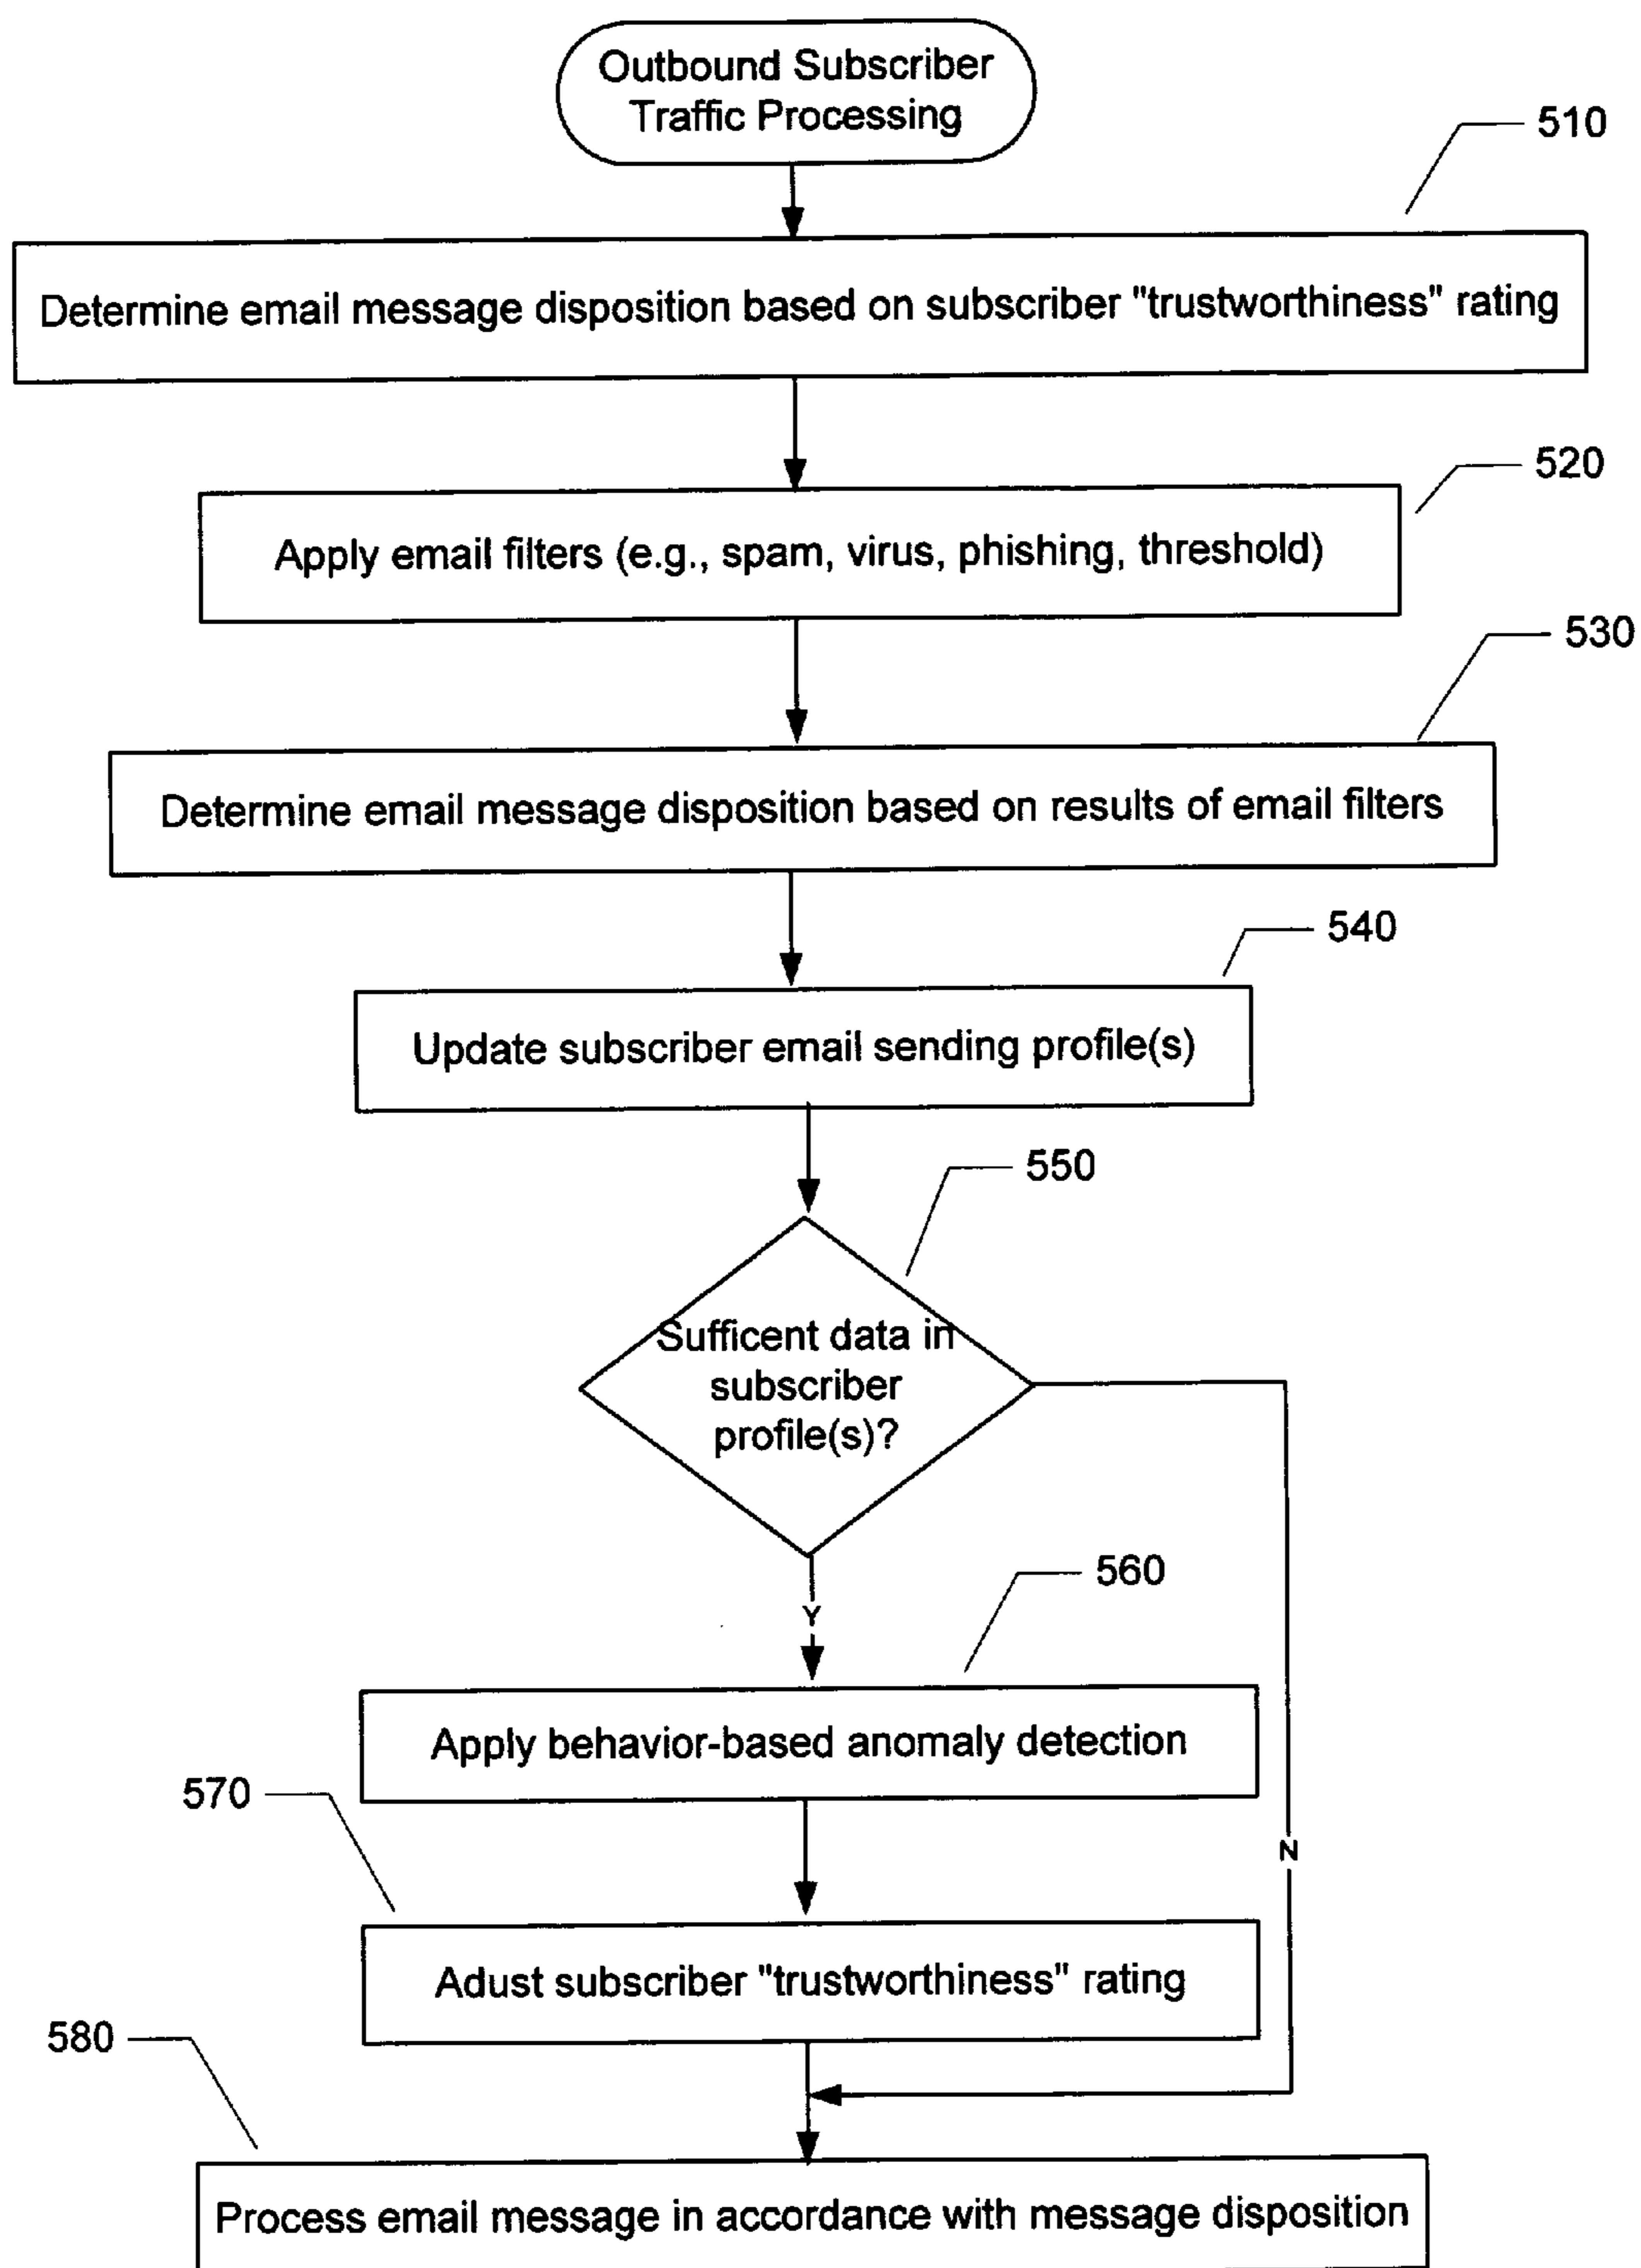 Outbound Subscriber
Traffic Processing
510
Determine email message disposition based on subscriber "trustworthiness" rating
520
Apply email filters (e.g., spam, virus, phishing, threshold)
530
Determine email message disposition based on results of email filters
540
Update subscriber email sending profile(s)
550
Sufficent data in
subscriber
profile(s)?
Y
560
Apply behavior-based anomaly detection
570
N
Adust subscriber "trustworthiness" rating
580
Process email message in accordance with message disposition